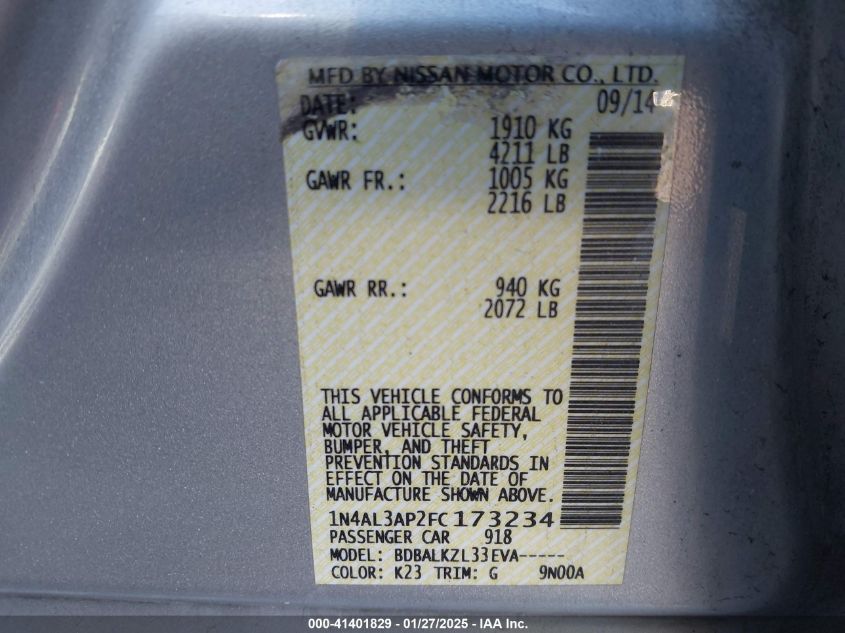 MFD BY NISSAN MOTOR CO., LTD.
DATE: 09/14
GVWR: 1910 KG
4211 LB
GAWR FR.: 1005 KG
2216 LB
GAWR RR.: 940 KG
2072 LB
THIS VEHICLE CONFORMS TO
ALL APPLICABLE FEDERAL
MOTOR VEHICLE SAFETY,
BUMPER, AND THEFT
PREVENTION STANDARDS IN
EFFECT ON THE DATE OF
MANUFACTURE SHOWN ABOVE.
1N4AL3AP2FC173234
PASSENGER CAR 918
MODEL: BDBALKZL33EVA-----
COLOR: K23 TRIM: G 9N00A
000-41401829 | 01/27/2025 - IAA Inc.